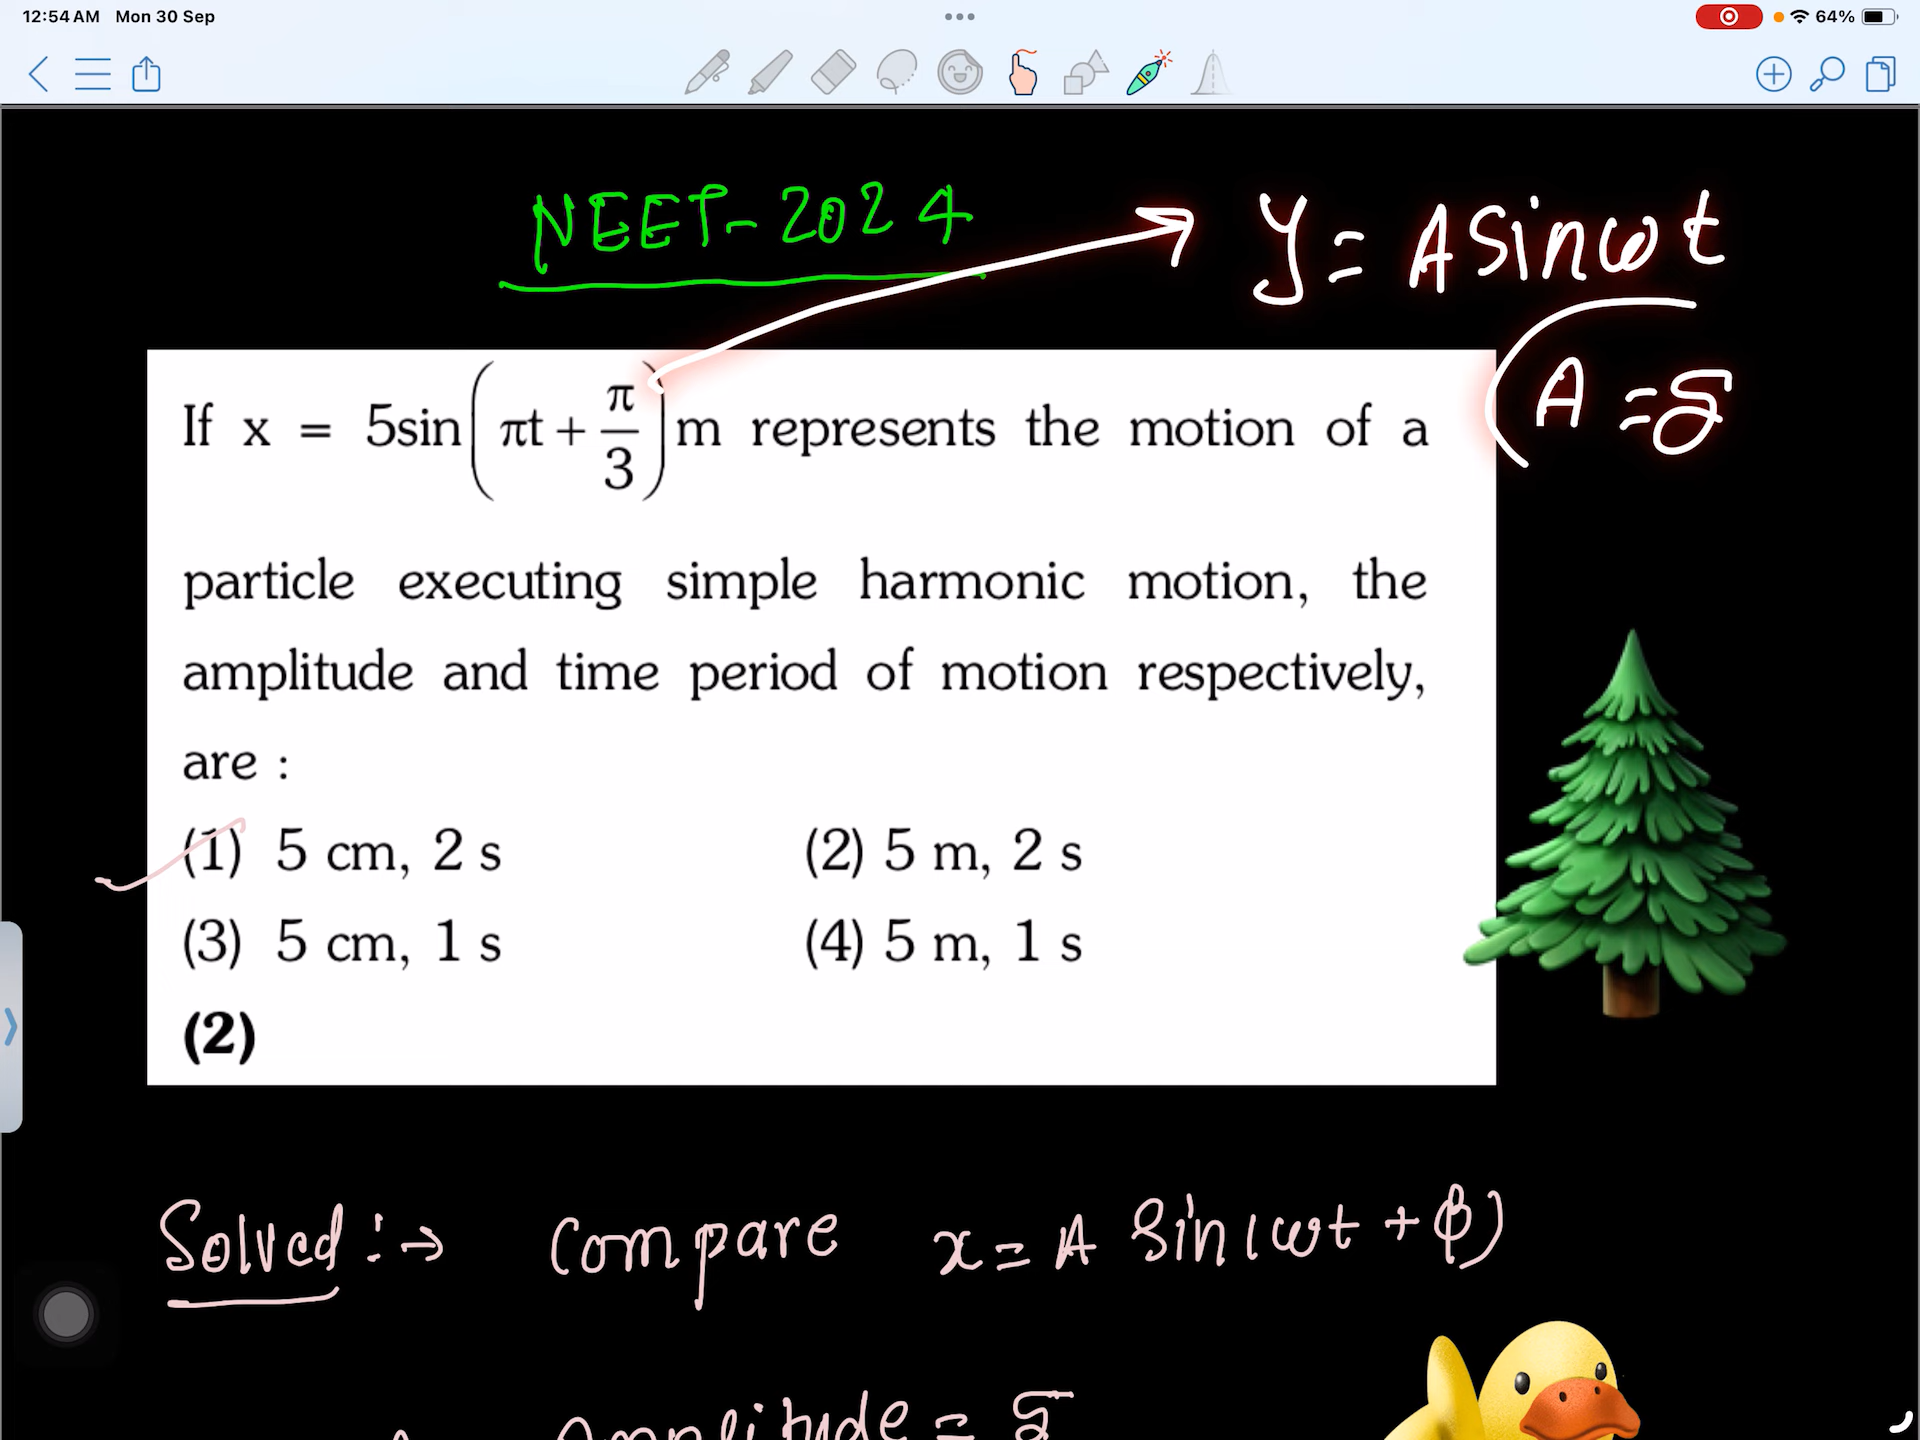 12:54 AM Mon 30 Sep
64%
NEET-2024
y = A sinωt
A = 5
If x = 5sin(πt + π/3)m represents the motion of a
particle executing simple harmonic motion, the
amplitude and time period of motion respectively,
are :
(1) 5 cm, 2 s (2) 5 m, 2 s
(3) 5 cm, 1 s (4) 5 m, 1 s
(2)
Solved :→ Compare x = A Sin(ωt + ϕ)
Amplitude = 5